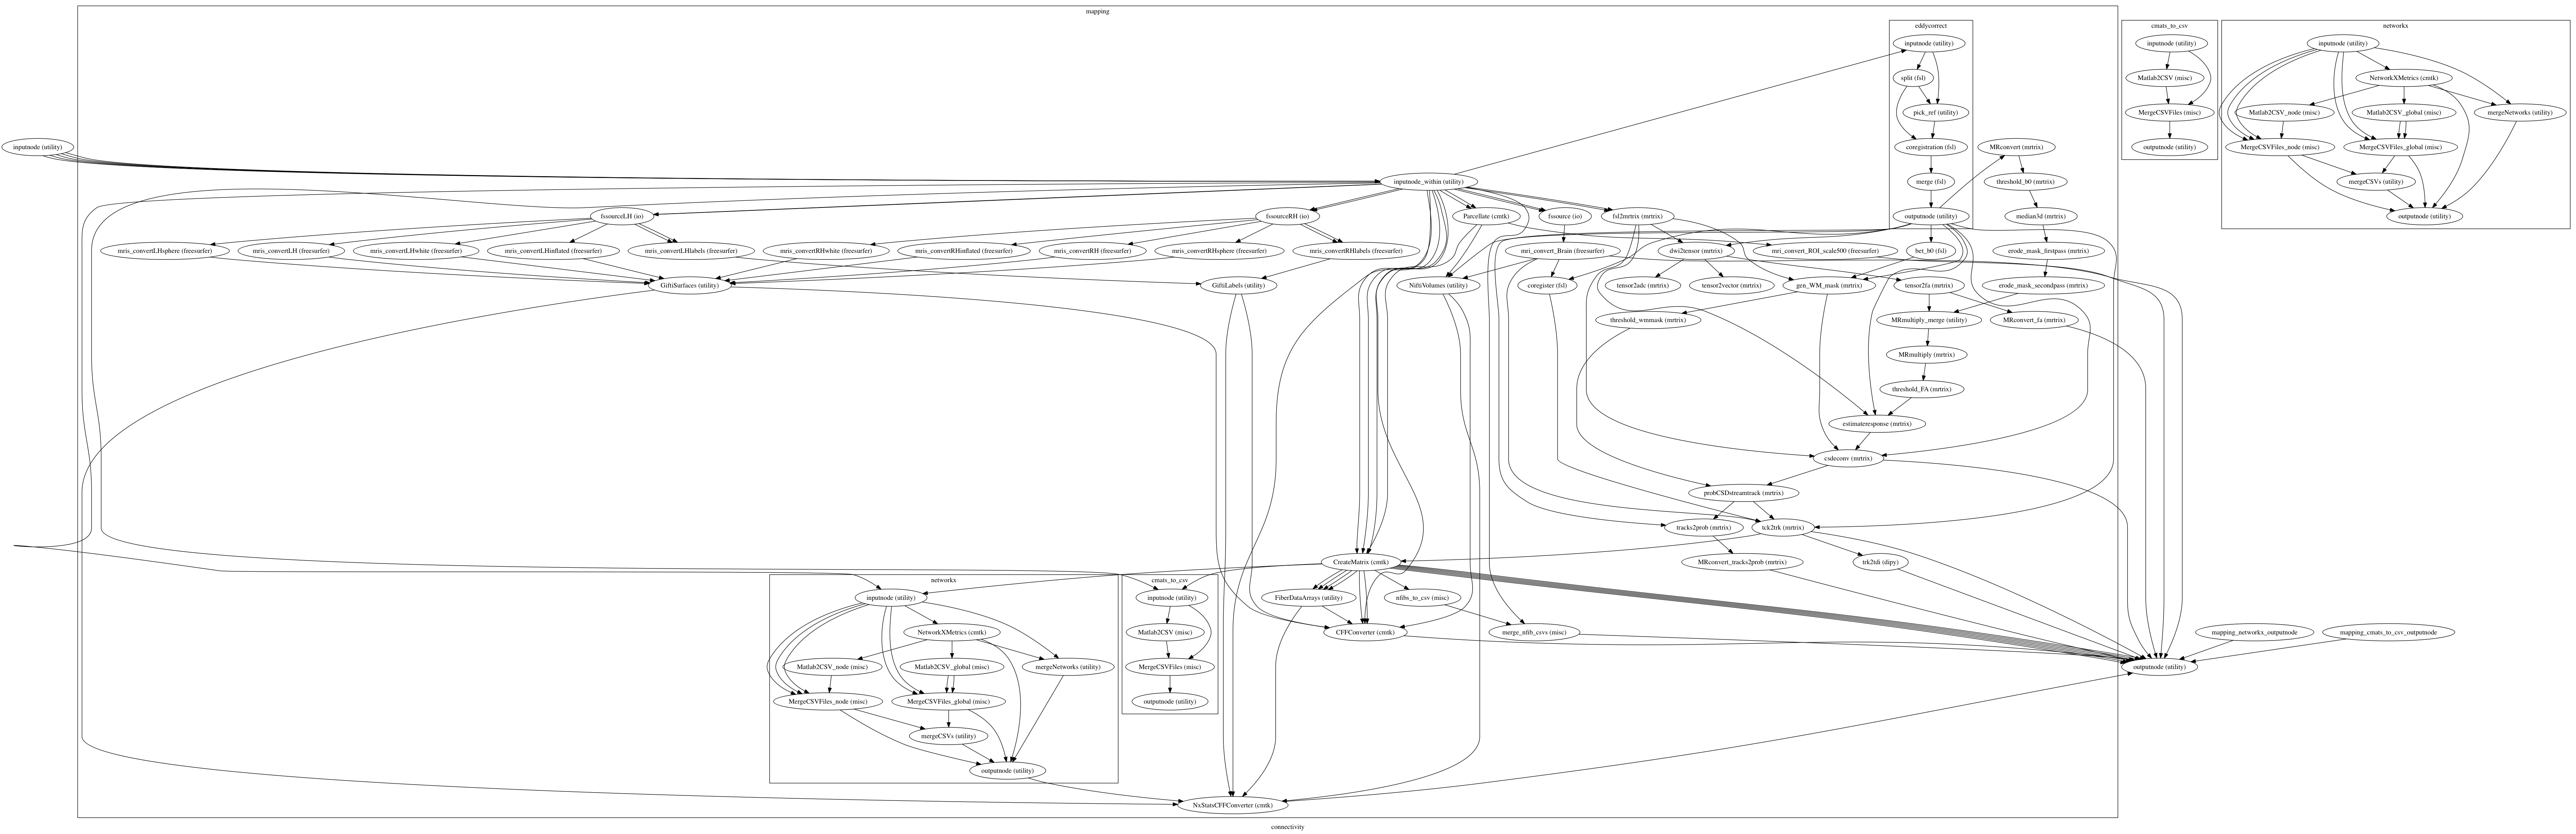 mapping
eddycorrect
cmats_to_csv
networkx
inputnode (utility)
inputnode (utility)
inputnode (utility)
split (fsl)
Matlab2CSV (misc)
NetworkXMetrics (cmtk)
pick_ref (utility)
MergeCSVFiles (misc)
Matlab2CSV_node (misc)
Matlab2CSV_global (misc)
mergeNetworks (utility)
inputnode (utility)
coregistration (fsl)
MRconvert (mrtrix)
outputnode (utility)
MergeCSVFiles_node (misc)
MergeCSVFiles_global (misc)
inputnode_within (utility)
merge (fsl)
threshold_b0 (mrtrix)
mergeCSVs (utility)
fssourceLH (io)
fssourceRH (io)
Parcellate (cmtk)
fssource (io)
fsl2mrtrix (mrtrix)
outputnode (utility)
median3d (mrtrix)
outputnode (utility)
mris_convertLHsphere (freesurfer)
mris_convertLH (freesurfer)
mris_convertLHwhite (freesurfer)
mris_convertLHinflated (freesurfer)
mris_convertLHlabels (freesurfer)
mris_convertRHwhite (freesurfer)
mris_convertRHinflated (freesurfer)
mris_convertRH (freesurfer)
mris_convertRHsphere (freesurfer)
mris_convertRHlabels (freesurfer)
mri_convert_Brain (freesurfer)
dwi2tensor (mrtrix)
mri_convert_ROI_scale500 (freesurfer)
bet_b0 (fsl)
erode_mask_firstpass (mrtrix)
GiftiSurfaces (utility)
GiftiLabels (utility)
NiftiVolumes (utility)
coregister (fsl)
tensor2adc (mrtrix)
tensor2vector (mrtrix)
gen_WM_mask (mrtrix)
tensor2fa (mrtrix)
erode_mask_secondpass (mrtrix)
threshold_wmmask (mrtrix)
MRmultiply_merge (utility)
MRconvert_fa (mrtrix)
MRmultiply (mrtrix)
threshold_FA (mrtrix)
estimateresponse (mrtrix)
csdeconv (mrtrix)
probCSDstreamtrack (mrtrix)
tracks2prob (mrtrix)
tck2trk (mrtrix)
CreateMatrix (cmtk)
MRconvert_tracks2prob (mrtrix)
trk2tdi (dipy)
networkx
cmats_to_csv
inputnode (utility)
inputnode (utility)
FiberDataArrays (utility)
nfibs_to_csv (misc)
NetworkXMetrics (cmtk)
Matlab2CSV (misc)
CFFConverter (cmtk)
merge_nfib_csvs (misc)
mapping_networkx_outputnode
mapping_cmats_to_csv_outputnode
Matlab2CSV_node (misc)
Matlab2CSV_global (misc)
mergeNetworks (utility)
MergeCSVFiles (misc)
outputnode (utility)
MergeCSVFiles_node (misc)
MergeCSVFiles_global (misc)
outputnode (utility)
mergeCSVs (utility)
outputnode (utility)
NxStatsCFFConverter (cmtk)
connectivity